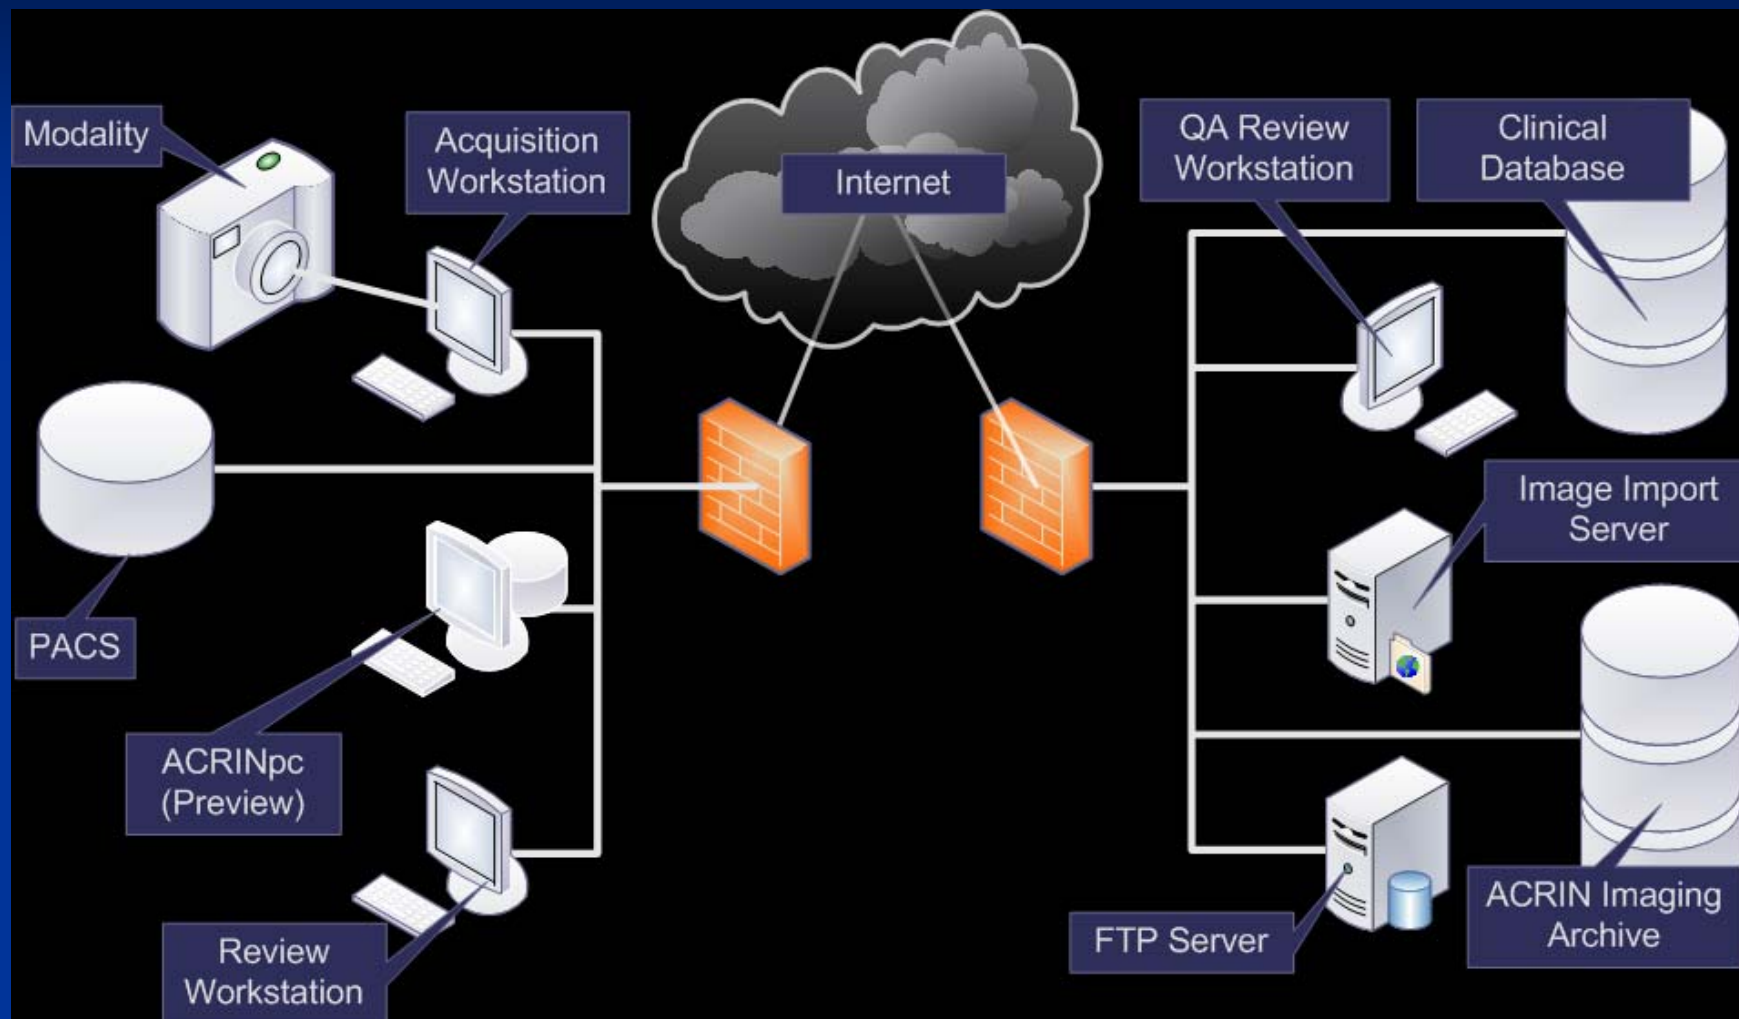 Modality
Acquisition
Workstation
Internet
QA Review
Workstation
Clinical
Database
Image Import
Server
PACS
ACRINpc
(Preview)
Review
Workstation
FTP Server
ACRIN Imaging
Archive